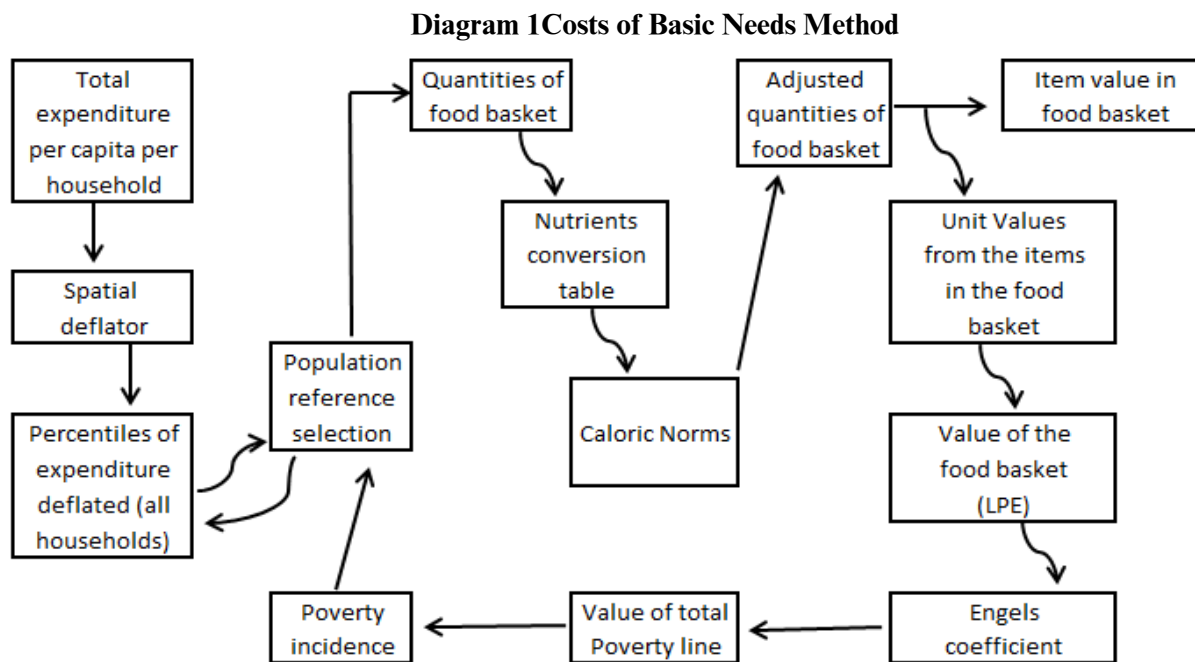 Diagram 1Costs of Basic Needs Method
Total
expenditure
per capita per
household
Spatial
deflator
Percentiles of
expenditure
deflated (all
households)
Population
reference
selection
Quantities of
food basket
Nutrients
conversion
table
Caloric Norms
Adjusted
quantities of
food basket
Item value in
food basket
Unit Values
from the items
in the food
basket
Value of the
food basket
(LPE)
Engels
coefficient
Value of total
Poverty line
Poverty
incidence